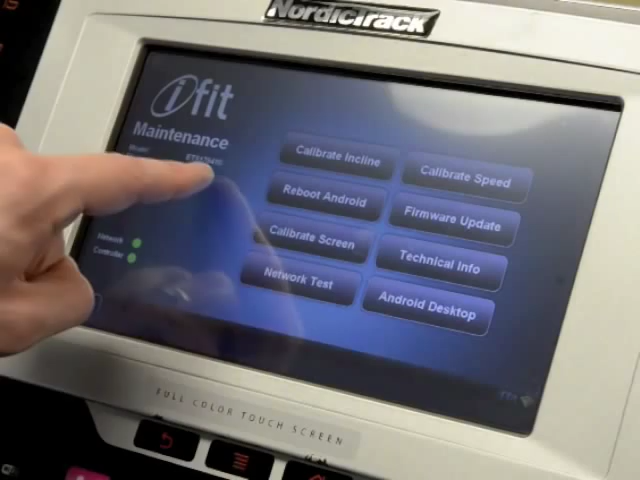 NordicTrack
ifit
Maintenance
Model:
Calibrate Incline
Calibrate Speed
Reboot Android
Firmware Update
Calibrate Screen
Technical Info
Network Test
Android Desktop
Network
Controller
FULL COLOR TOUCH SCREEN